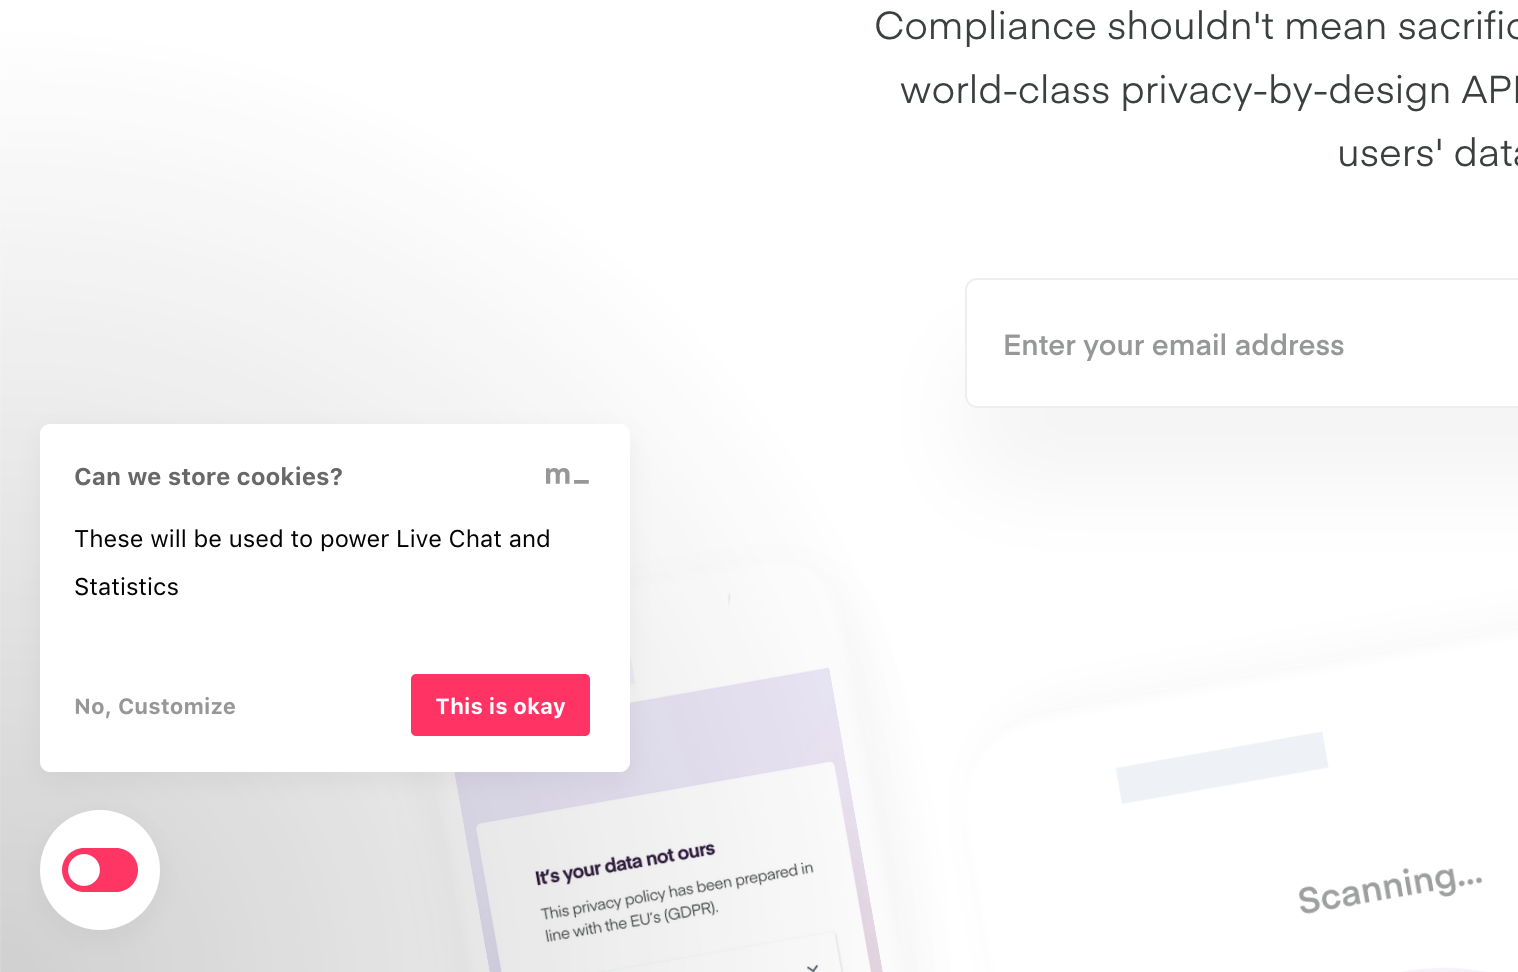 Compliance shouldn't mean sacrific
world-class privacy-by-design API
users' data
Enter your email address
Can we store cookies?
m_
These will be used to power Live Chat and
Statistics
No, Customize
This is okay
It's your data not ours
This privacy policy has been prepared in
line with the EU's (GDPR).
Scanning...